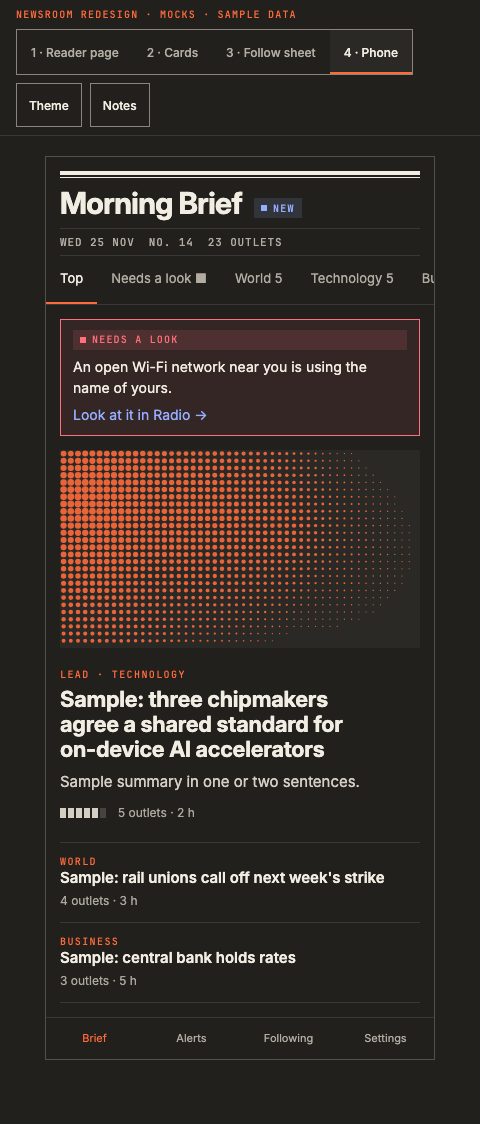 NEWSROOM REDESIGN · MOCKS · SAMPLE DATA
1 · Reader page
2 · Cards
3 · Follow sheet
4 · Phone
Theme
Notes
Morning Brief
NEW
WED 25 NOV NO. 14 23 OUTLETS
Top
Needs a look
World 5
Technology 5
NEEDS A LOOK
An open Wi-Fi network near you is using the
name of yours.
Look at it in Radio →
LEAD · TECHNOLOGY
Sample: three chipmakers
agree a shared standard for
on-device AI accelerators
Sample summary in one or two sentences.
5 outlets · 2 h
WORLD
Sample: rail unions call off next week's strike
4 outlets · 3 h
BUSINESS
Sample: central bank holds rates
3 outlets · 5 h
Brief
Alerts
Following
Settings